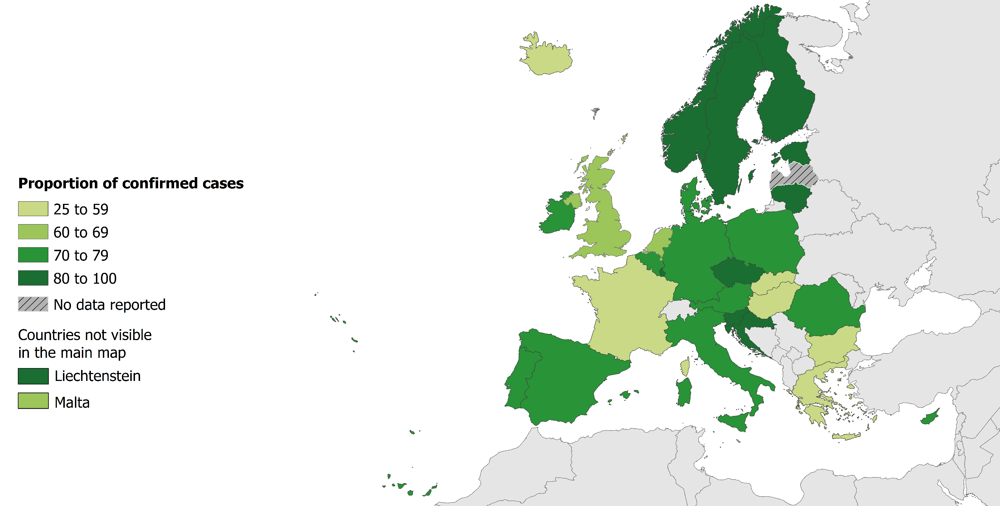 Proportion of confirmed cases
25 to 59
60 to 69
70 to 79
80 to 100
No data reported
Countries not visible
in the main map
Liechtenstein
Malta